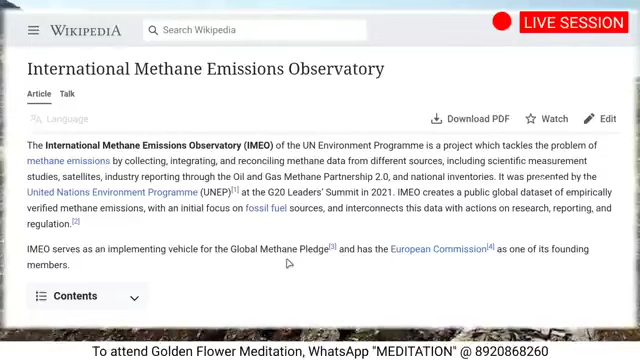 LIVE SESSION
WIKIPEDIA
Search Wikipedia
International Methane Emissions Observatory
Article Talk
Language
Download PDF Watch Edit
The International Methane Emissions Observatory (IMEO) of the UN Environment Programme is a project which tackles the problem of
methane emissions by collecting, integrating, and reconciling methane data from different sources, including scientific measurement
studies, satellites, industry reporting through the Oil and Gas Methane Partnership 2.0, and national inventories. It was presented by the
United Nations Environment Programme (UNEP)[1] at the G20 Leaders' Summit in 2021. IMEO creates a public global dataset of empirically
verified methane emissions, with an initial focus on fossil fuel sources, and interconnects this data with actions on research, reporting, and
regulation.[2]
IMEO serves as an implementing vehicle for the Global Methane Pledge[3] and has the European Commission[4] as one of its founding
members.
Contents
To attend Golden Flower Meditation, WhatsApp "MEDITATION" @ 8920868260